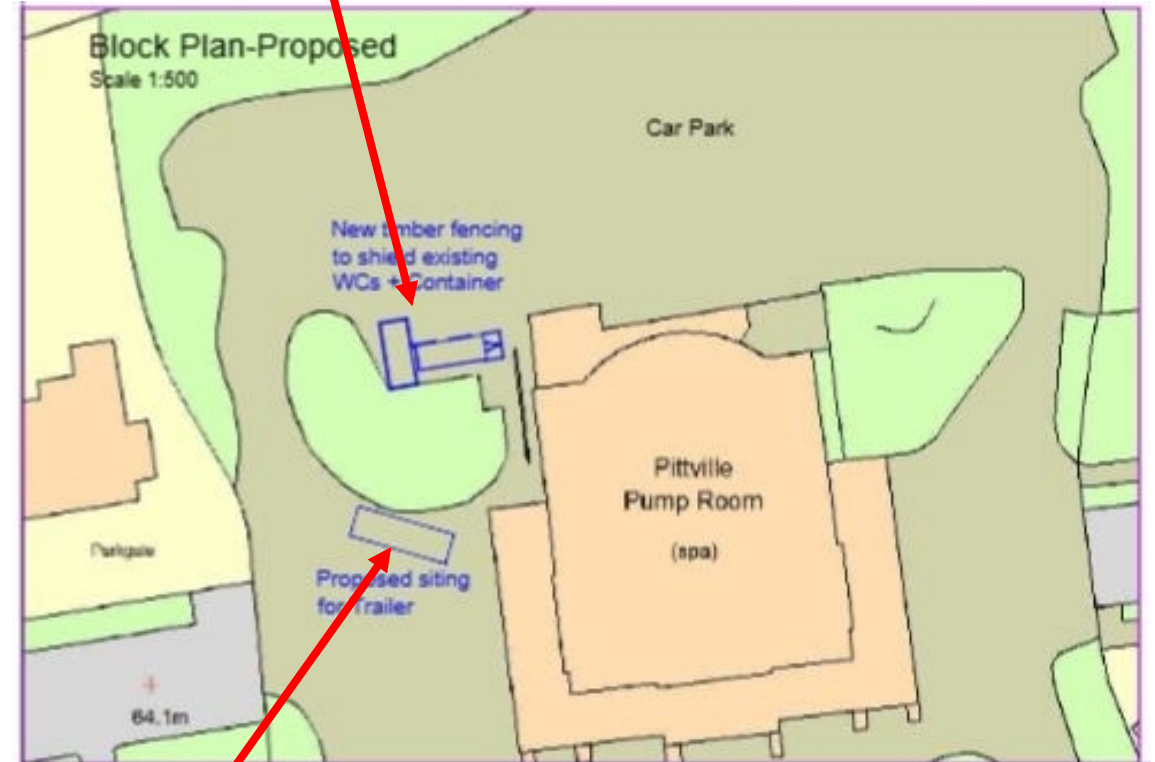 Block Plan-Proposed
Scale 1:500
Car Park
New timber fencing
to shield existing
WCs + Container
Pittville
Pump Room
(spa)
Parkgate
Proposed siting
for Trailer
64.1m